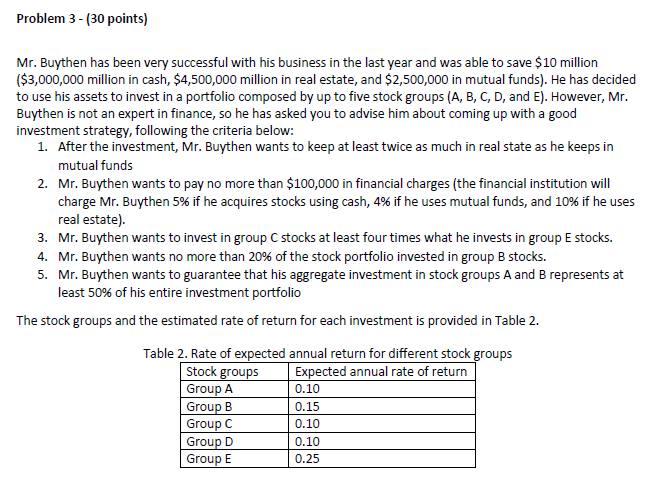 Problem 3 - (30 points)
Mr. Buythen has been very successful with his business in the last year and was able to save $10 million
($3,000,000 million in cash, $4,500,000 million in real estate, and $2,500,000 in mutual funds). He has decided
to use his assets to invest in a portfolio composed by up to five stock groups (A, B, C, D, and E). However, Mr.
Buythen is not an expert in finance, so he has asked you to advise him about coming up with a good
investment strategy, following the criteria below:
1. After the investment, Mr. Buythen wants to keep at least twice as much in real state as he keeps in
mutual funds
2. Mr. Buythen wants to pay no more than $100,000 in financial charges (the financial institution will
charge Mr. Buythen 5% if he acquires stocks using cash, 4% if he uses mutual funds, and 10% if he uses
real estate).
3. Mr. Buythen wants to invest in group C stocks at least four times what he invests in group E stocks.
4. Mr. Buythen wants no more than 20% of the stock portfolio invested in group B stocks.
5. Mr. Buythen wants to guarantee that his aggregate investment in stock groups A and B represents at
least 50% of his entire investment portfolio
The stock groups and the estimated rate of return for each investment is provided in Table 2.
Table 2. Rate of expected annual return for different stock groups
Stock groups Expected annual rate of return
Group A 0.10
Group B 0.15
Group C 0.10
Group D 0.10
Group E 0.25